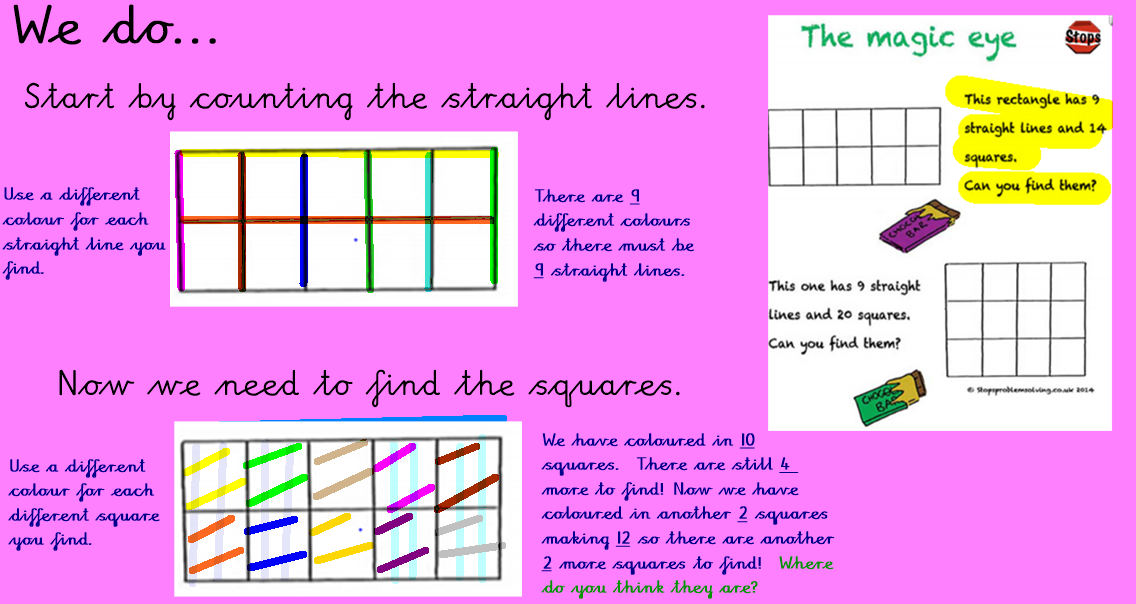 We do...
Start by counting the straight lines.
Use a different
colour for each
straight line you
find.
There are 9
different colours
so there must be
9 straight lines.
Now we need to find the squares.
Use a different
colour for each
different square
you find.
We have coloured in 10
squares. There are still 4
more to find! Now we have
coloured in another 2 squares
making 12 so there are another
2 more squares to find! Where
do you think they are?
The magic eye
Stops
This rectangle has 9
straight lines and 14
squares.
Can you find them?
CHOCCO
BAR
This one has 9 straight
lines and 20 squares.
Can you find them?
© Stopsproblemsolving.co.uk 2014